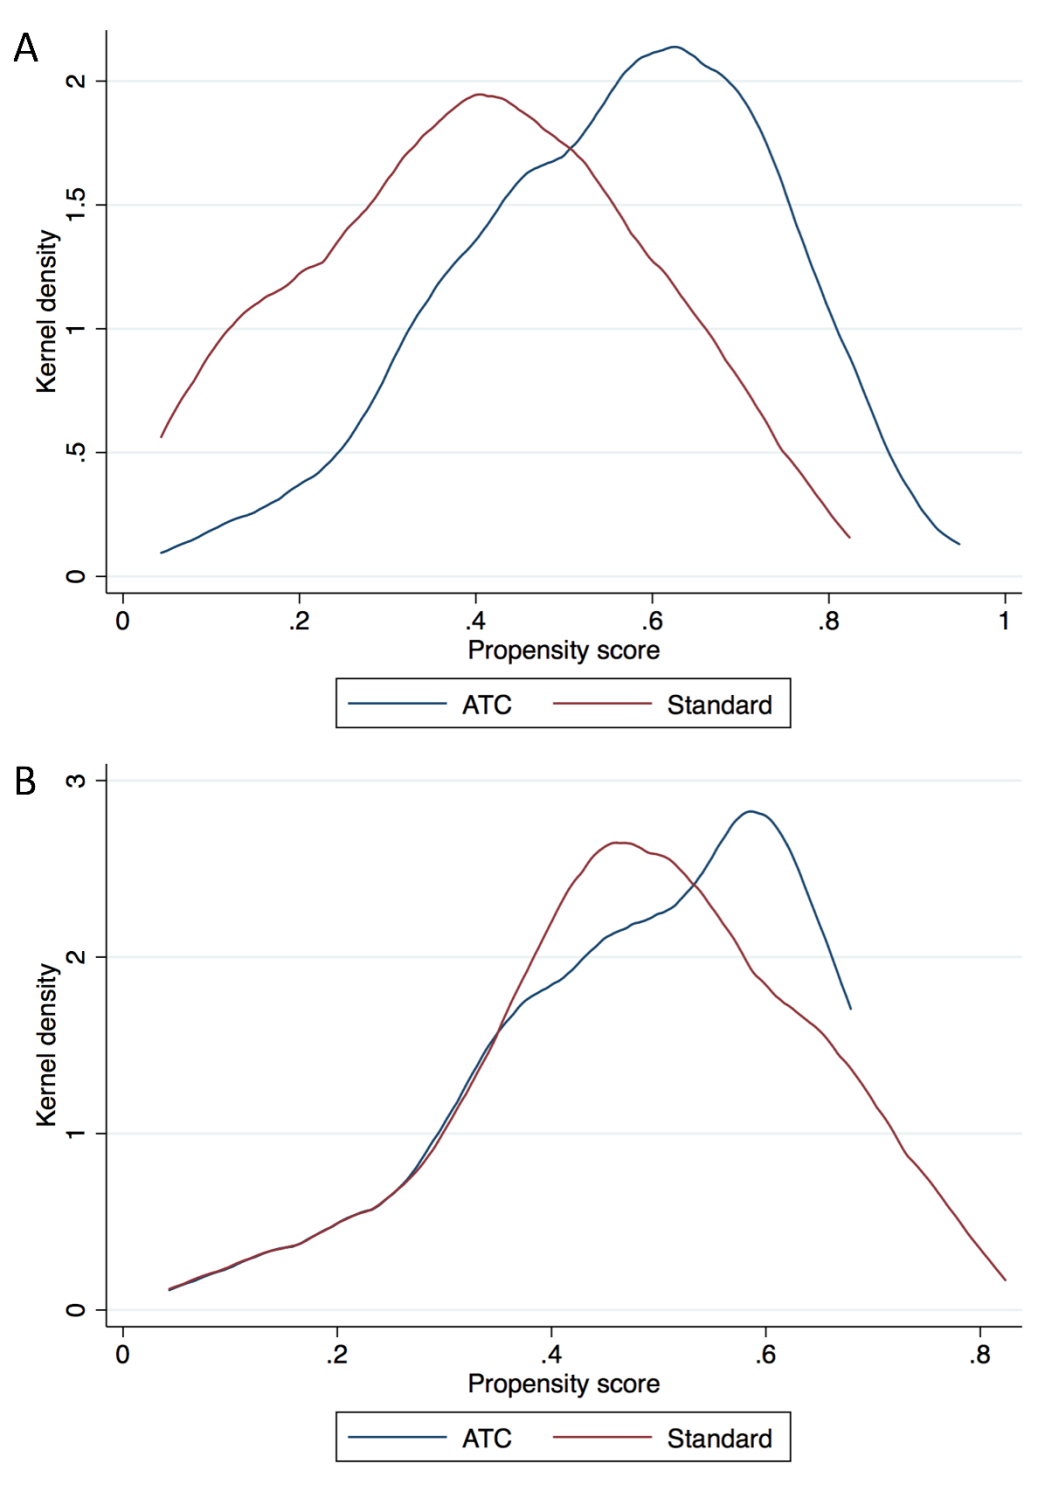 A
2
1.5
1
.5
0
Kernel density
0 .2 .4 .6 .8 1
Propensity score
ATC Standard
B
3
2
1
0
Kernel density
0 .2 .4 .6 .8
Propensity score
ATC Standard